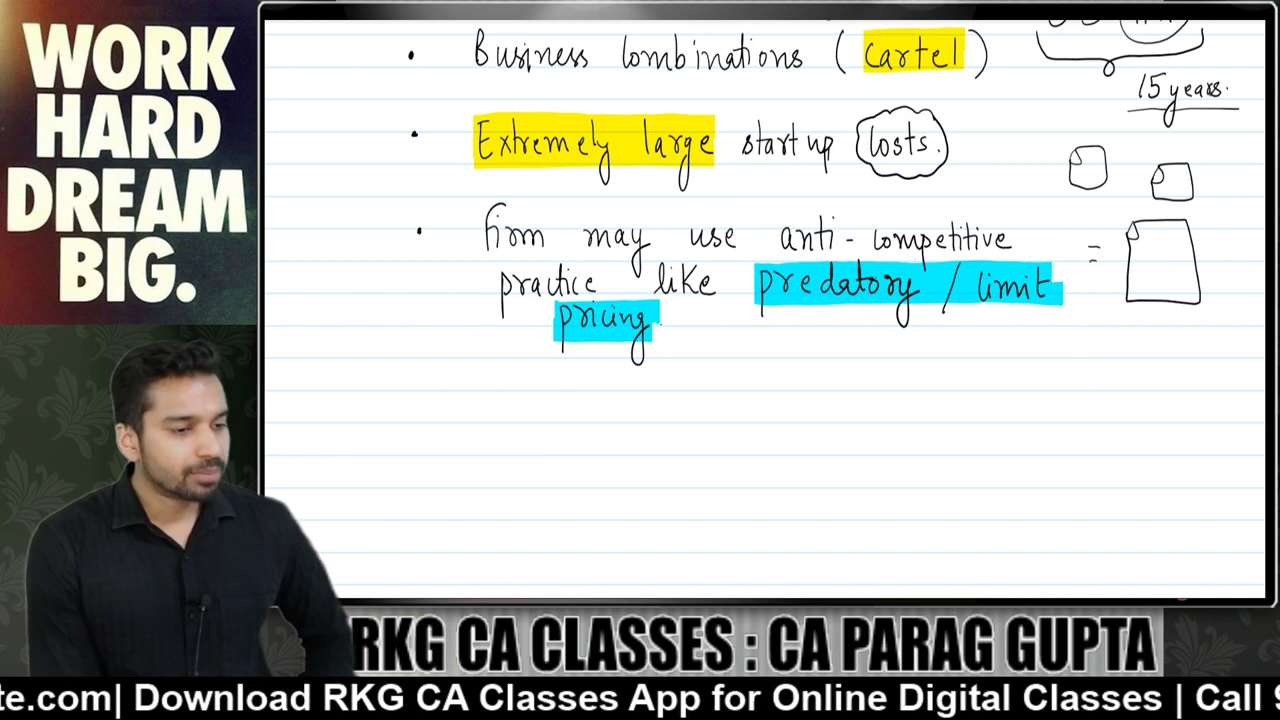 WORK
HARD
DREAM
BIG.
• Business Combinations ( Cartel )
15 years.
• Extremely large startup Costs.
• Firm may use anti-competitive
practice like predatory / limit
pricing.
=
RKG CA CLASSES : CA PARAG GUPTA
te.com| Download RKG CA Classes App for Online Digital Classes | Call